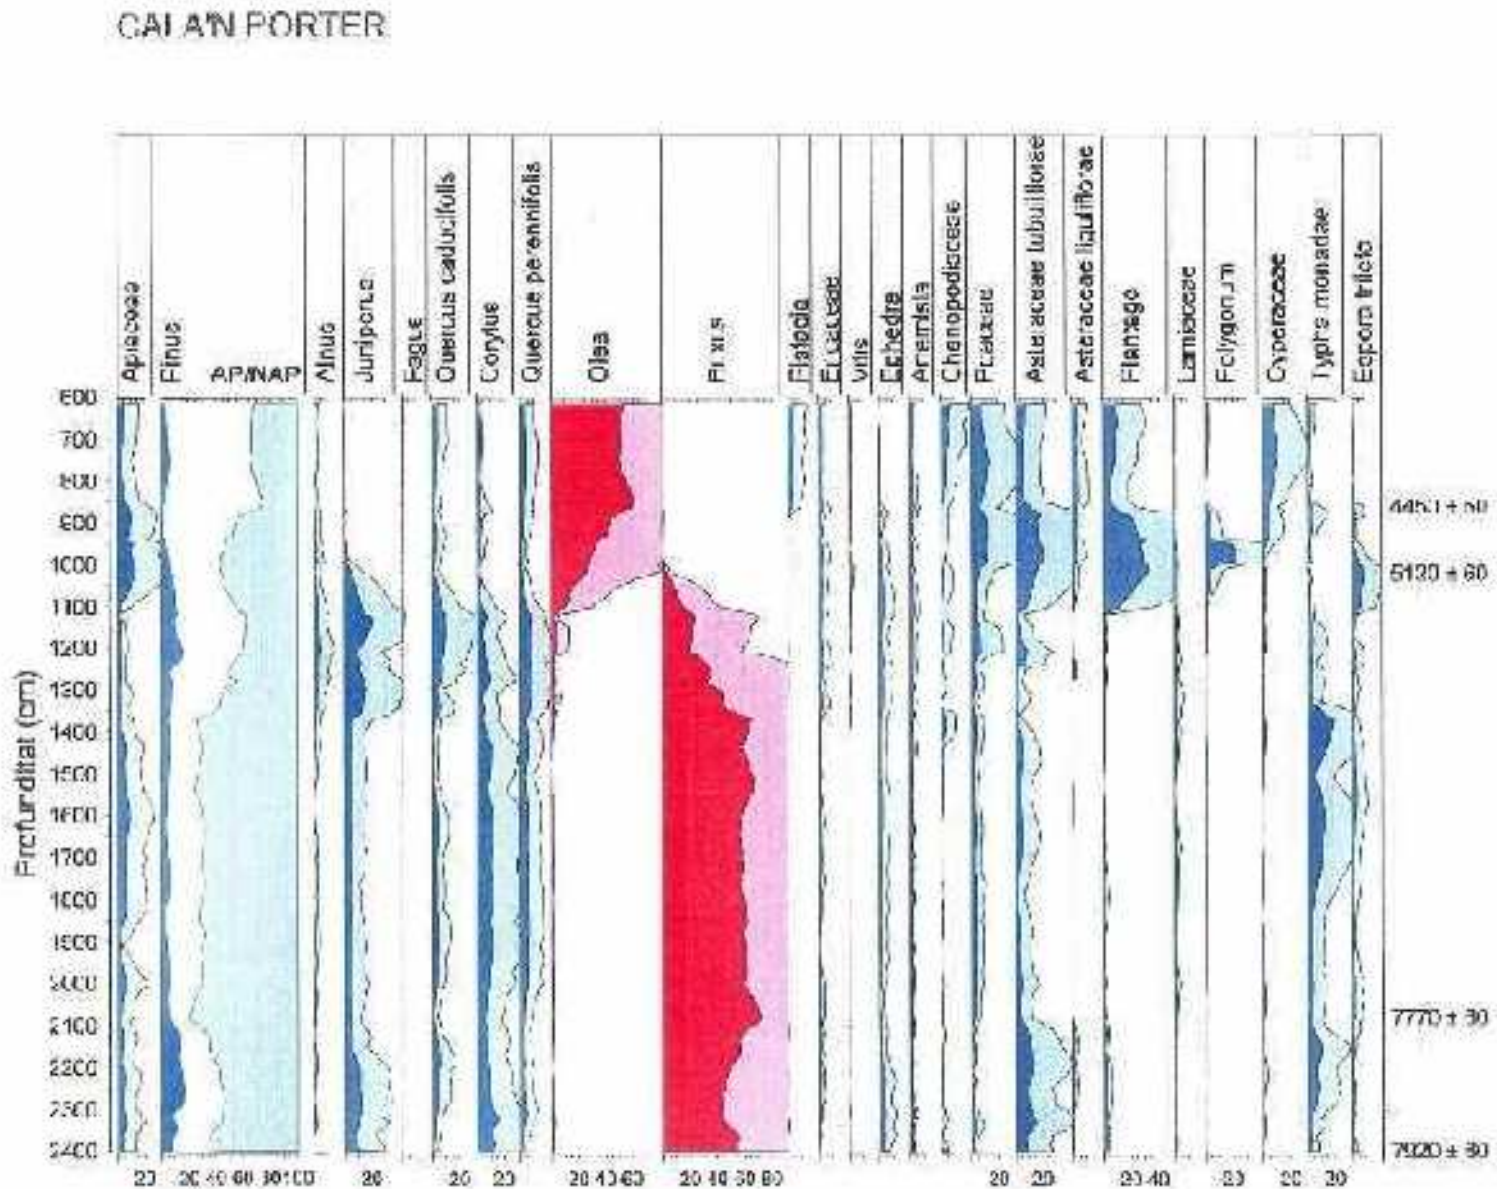 CALA'N PORTER
Apiaceae
Pinus
AP/NAP
Alnus
Juniperus
Fagus
Quercus caducifolis
Corylus
Quercus perennifolis
Olea
Buxus
Pistacia
Ericaceae
Vitis
Ephedra
Artemisia
Chenopodiaceae
Poaceae
Asteraceae tubuliflorae
Asteraceae liguliflorae
Plantago
Lamiaceae
Polygonum
Cyperaceae
Typha monadae
Espora trilete
Profunditat (cm)
600
700
800
900
1000
1100
1200
1300
1400
1500
1600
1700
1800
1900
2000
2100
2200
2300
2400
4450 ± 50
5120 ± 60
7770 ± 80
7920 ± 80
20 20 40 60 80 100 20 20 20 20 40 60 20 40 60 80 20 20 20 40 20 20 20